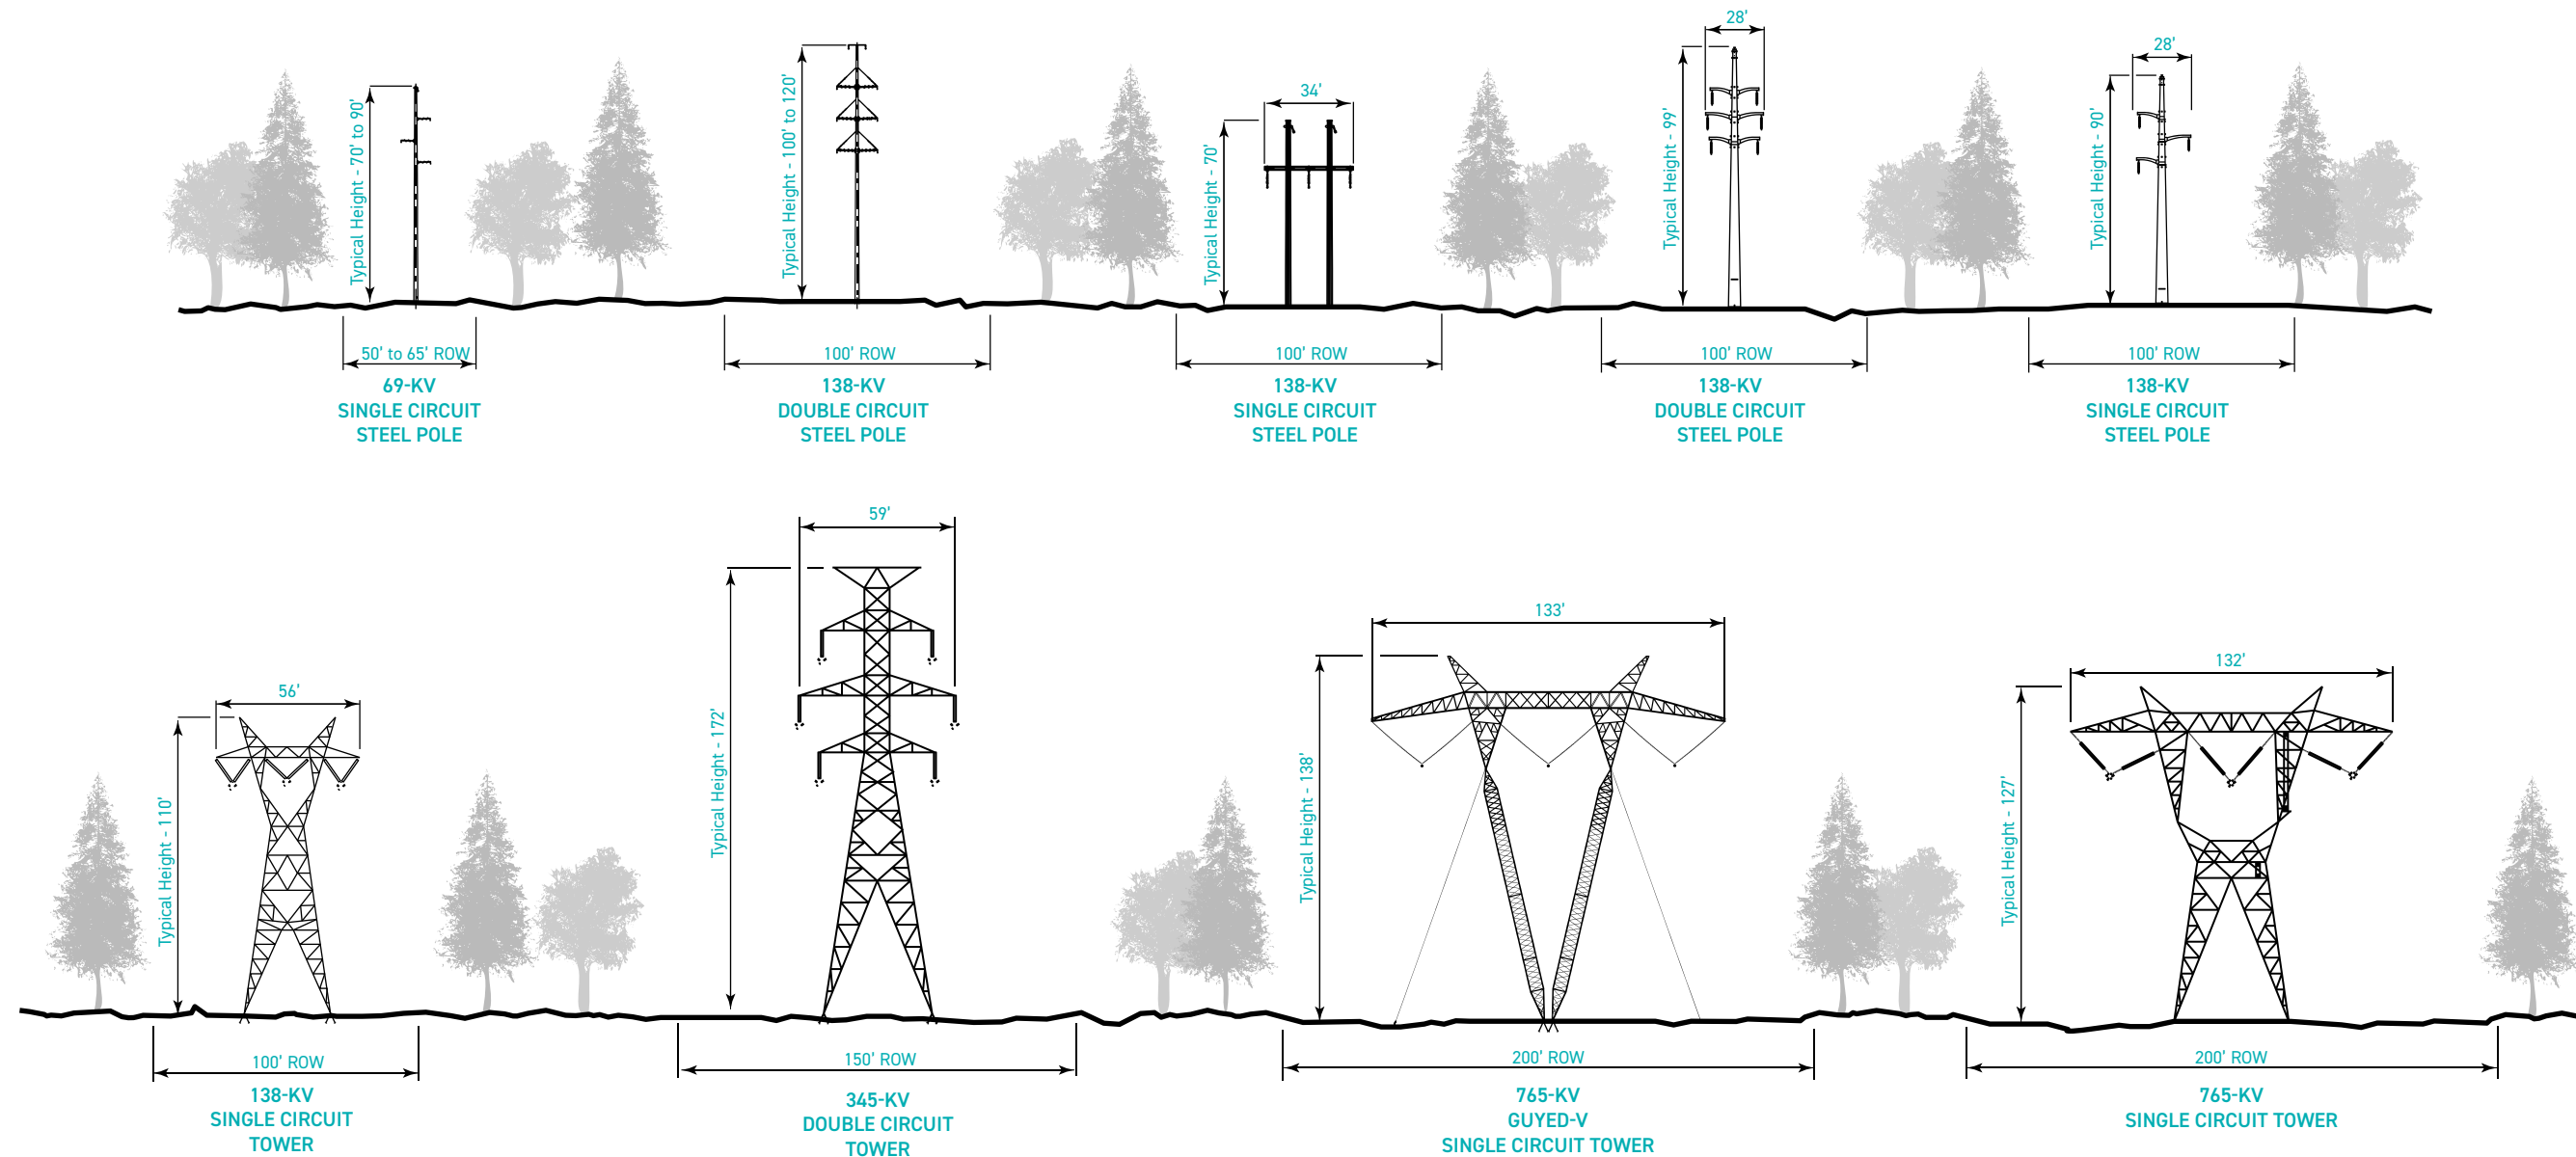 Typical Height - 70' to 90'
50' to 65' ROW
69-KV
SINGLE CIRCUIT
STEEL POLE
Typical Height - 100' to 120'
100' ROW
138-KV
DOUBLE CIRCUIT
STEEL POLE
34'
Typical Height - 70'
100' ROW
138-KV
SINGLE CIRCUIT
STEEL POLE
28'
Typical Height - 99'
100' ROW
138-KV
DOUBLE CIRCUIT
STEEL POLE
28'
Typical Height - 90'
100' ROW
138-KV
SINGLE CIRCUIT
STEEL POLE
56'
Typical Height - 110'
100' ROW
138-KV
SINGLE CIRCUIT
TOWER
59'
Typical Height - 172'
150' ROW
345-KV
DOUBLE CIRCUIT
TOWER
133'
Typical Height - 138'
200' ROW
765-KV
GUYED-V
SINGLE CIRCUIT TOWER
132'
Typical Height - 127'
200' ROW
765-KV
SINGLE CIRCUIT TOWER